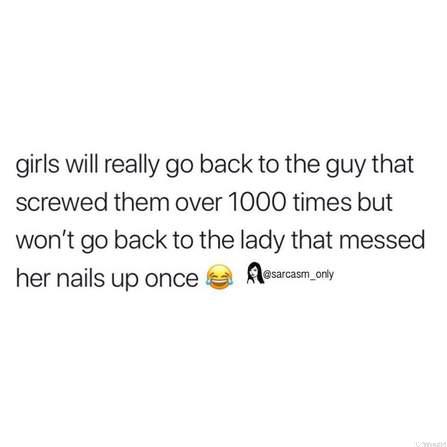 girls will really go back to the guy that
screwed them over 1000 times but
won't go back to the lady that messed
her nails up once 😂 @sarcasm_only